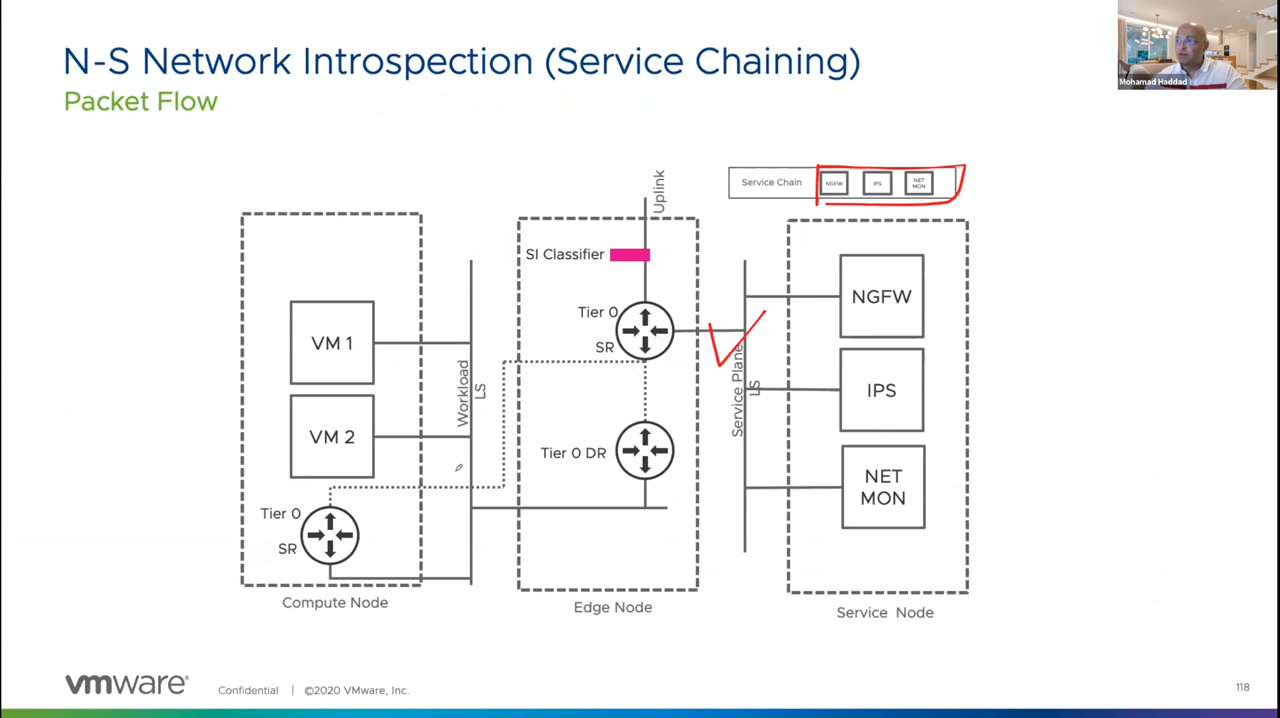 N-S Network Introspection (Service Chaining)
Packet Flow
Mohamad Haddad
Uplink
Service Chain
NGFW
IPS
NET
MON
SI Classifier
Tier 0
SR
Tier 0 DR
Edge Node
VM 1
VM 2
Workload
LS
Tier 0
SR
Compute Node
Service Plane
LS
NGFW
IPS
NET
MON
Service Node
vmware®
Confidential | ©2020 VMware, Inc.
118